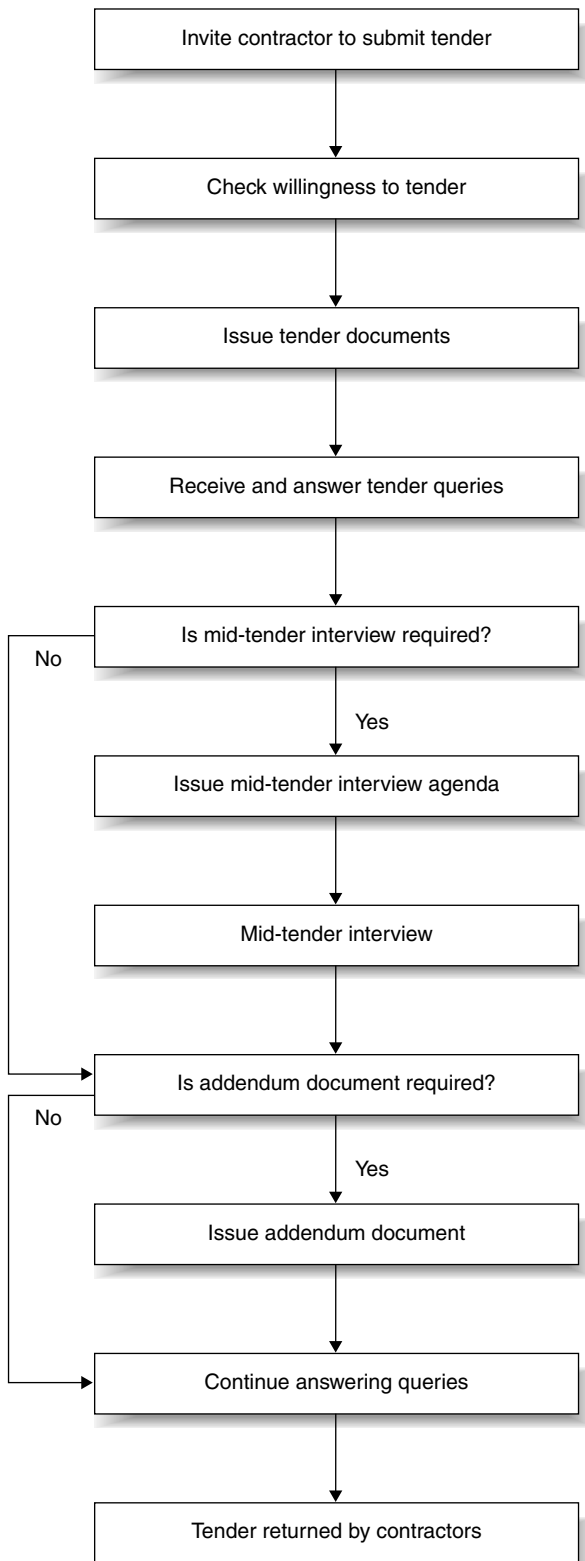 Invite contractor to submit tender
Check willingness to tender
Issue tender documents
Receive and answer tender queries
Is mid-tender interview required?
No
Yes
Issue mid-tender interview agenda
Mid-tender interview
Is addendum document required?
No
Yes
Issue addendum document
Continue answering queries
Tender returned by contractors